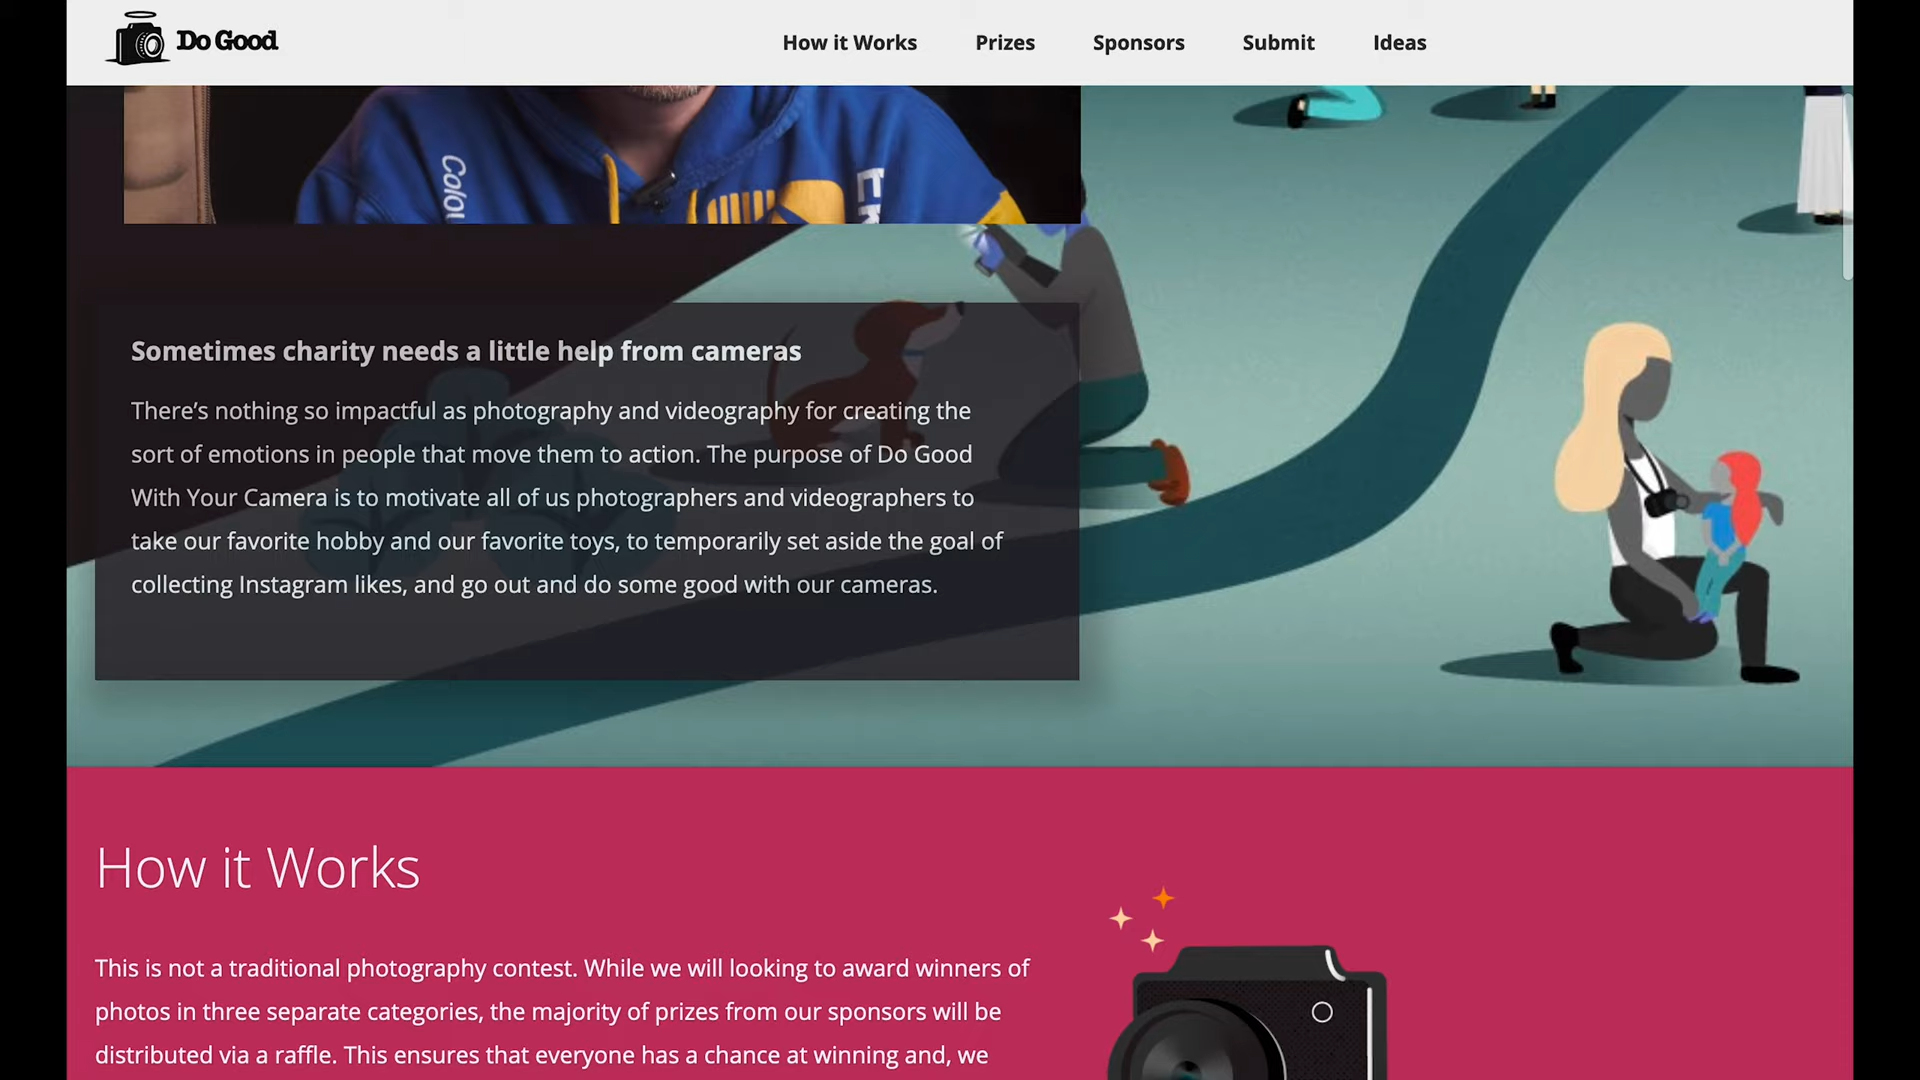 Do Good
How it Works
Prizes
Sponsors
Submit
Ideas
Sometimes charity needs a little help from cameras
There’s nothing so impactful as photography and videography for creating the
sort of emotions in people that move them to action. The purpose of Do Good
With Your Camera is to motivate all of us photographers and videographers to
take our favorite hobby and our favorite toys, to temporarily set aside the goal of
collecting Instagram likes, and go out and do some good with our cameras.
How it Works
This is not a traditional photography contest. While we will looking to award winners of
photos in three separate categories, the majority of prizes from our sponsors will be
distributed via a raffle. This ensures that everyone has a chance at winning and, we